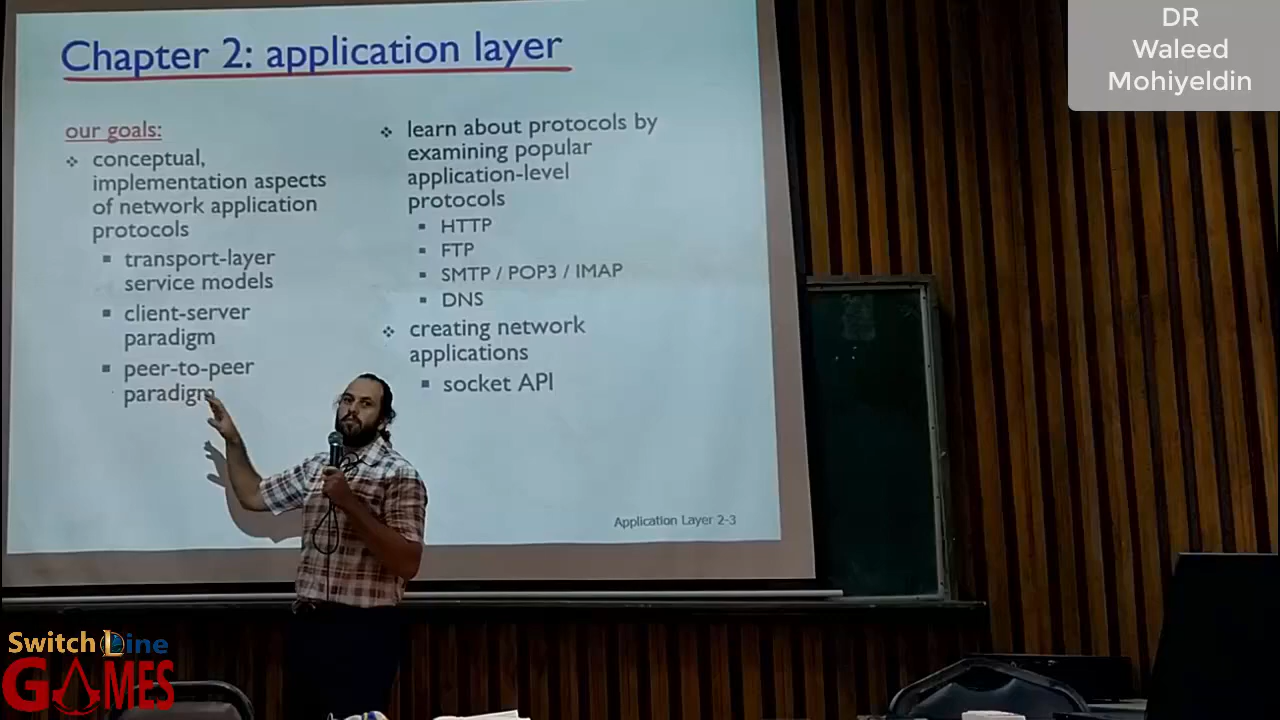 Chapter 2: application layer
our goals:
❖ conceptual,
implementation aspects
of network application
protocols
▪ transport-layer
service models
▪ client-server
paradigm
▪ peer-to-peer
paradigm
❖ learn about protocols by
examining popular
application-level
protocols
▪ HTTP
▪ FTP
▪ SMTP / POP3 / IMAP
▪ DNS
❖ creating network
applications
▪ socket API
Application Layer 2-3
DR
Waleed
Mohiyeldin
Switch Line
GAMES